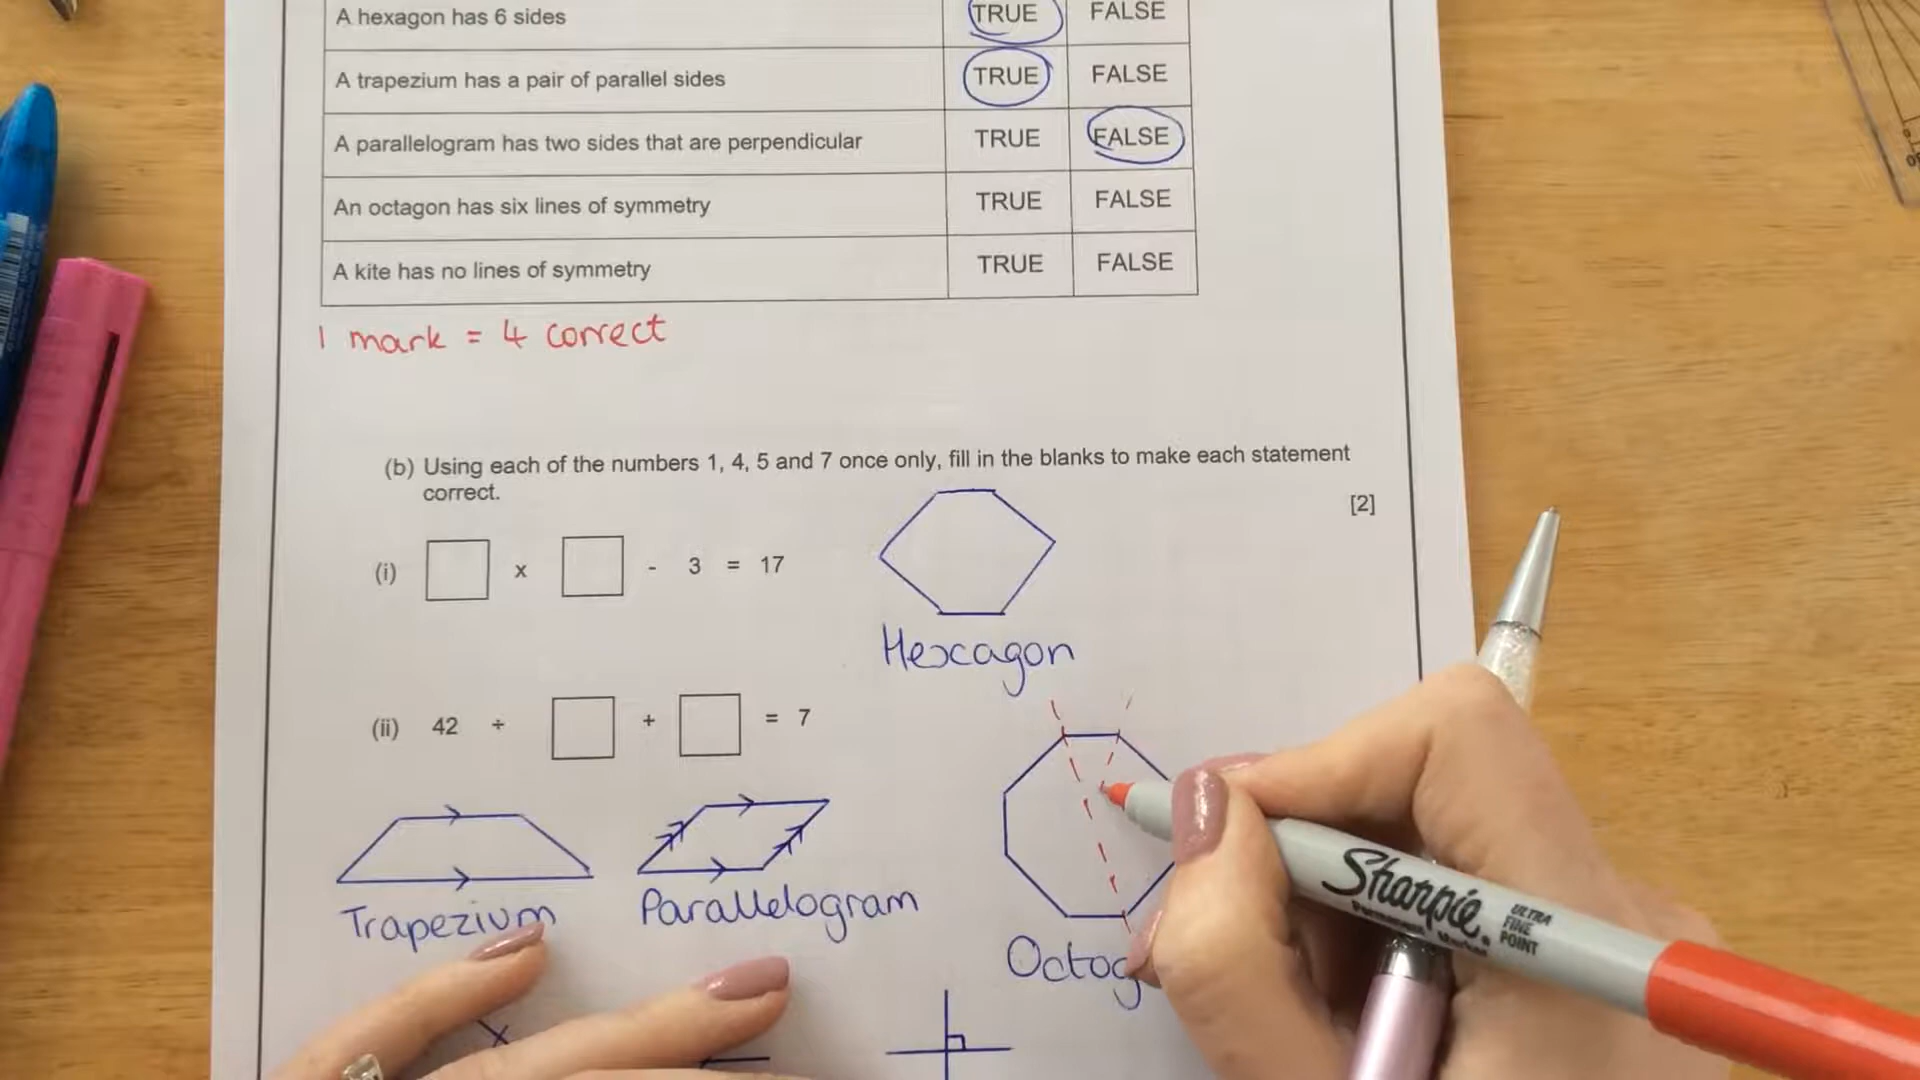 A hexagon has 6 sides TRUE FALSE
A trapezium has a pair of parallel sides TRUE FALSE
A parallelogram has two sides that are perpendicular TRUE FALSE
An octagon has six lines of symmetry TRUE FALSE
A kite has no lines of symmetry TRUE FALSE
1 mark = 4 correct
(b) Using each of the numbers 1, 4, 5 and 7 once only, fill in the blanks to make each statement
correct.
[2]
(i) x - 3 = 17
Hexagon
(ii) 42 ÷ + = 7
Trapezium
Parallelogram
Octog
Sharpie
ULTRA
FINE
POINT